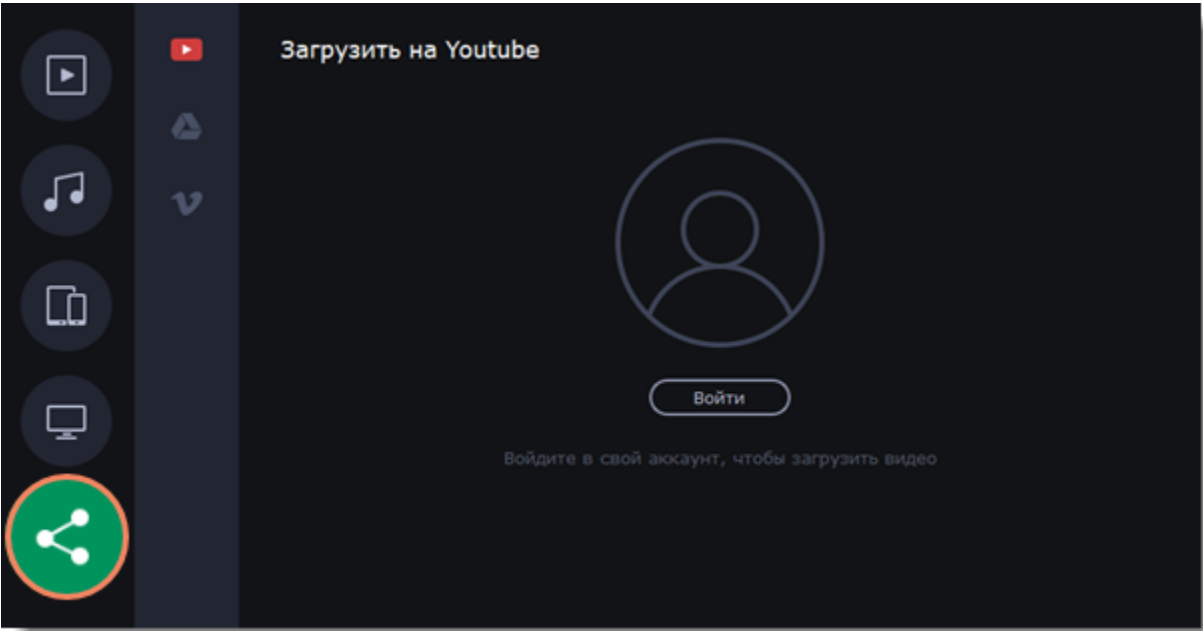 Загрузить на Youtube
Войти
Войдите в свой аккаунт, чтобы загрузить видео